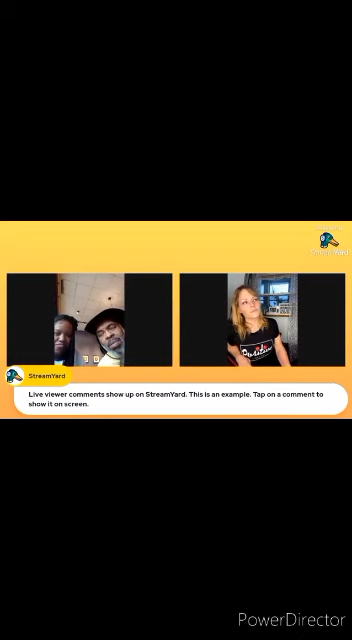 StreamYard
StreamYard
Live viewer comments show up on StreamYard. This is an example. Tap on a comment to
show it on screen.
PowerDirector